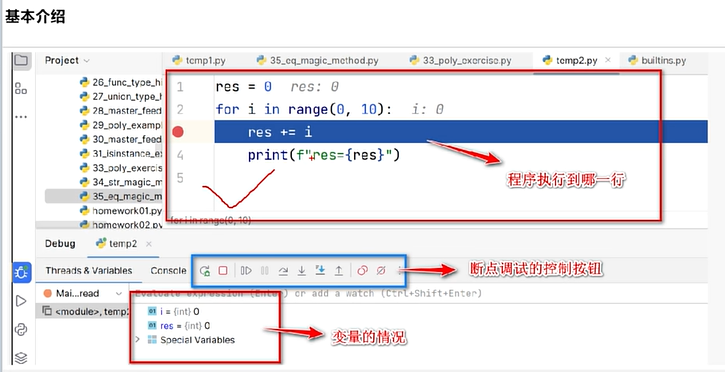 基本介绍
Project
temp1.py 35_eq_magic_method.py 33_poly_exercise.py temp2.py × builtins.py
26_func_type_hi
27_union_type_h
28_master_feed
29_poly_example
30_master_feed
31_isinstance_ex
33_poly_exercise
34_str_magic_m
35_eq_magic_m
homework01.py
homework02.py
1 res = 0 res: 0
2 for i in range(0, 10): i: 0
res += i
4 print(f"res={res}")
5
程序执行到哪一行
for i in range(0, 10)
Debug temp2 ×
Threads & Variables Console
断点调试的控制按钮
Mai...read
Evaluate expression (Enter) or add a watch (Ctrl+Shift+Enter)
<module>, temp2
01 i = {int} 0
01 res = {int} 0
Special Variables
变量的情况